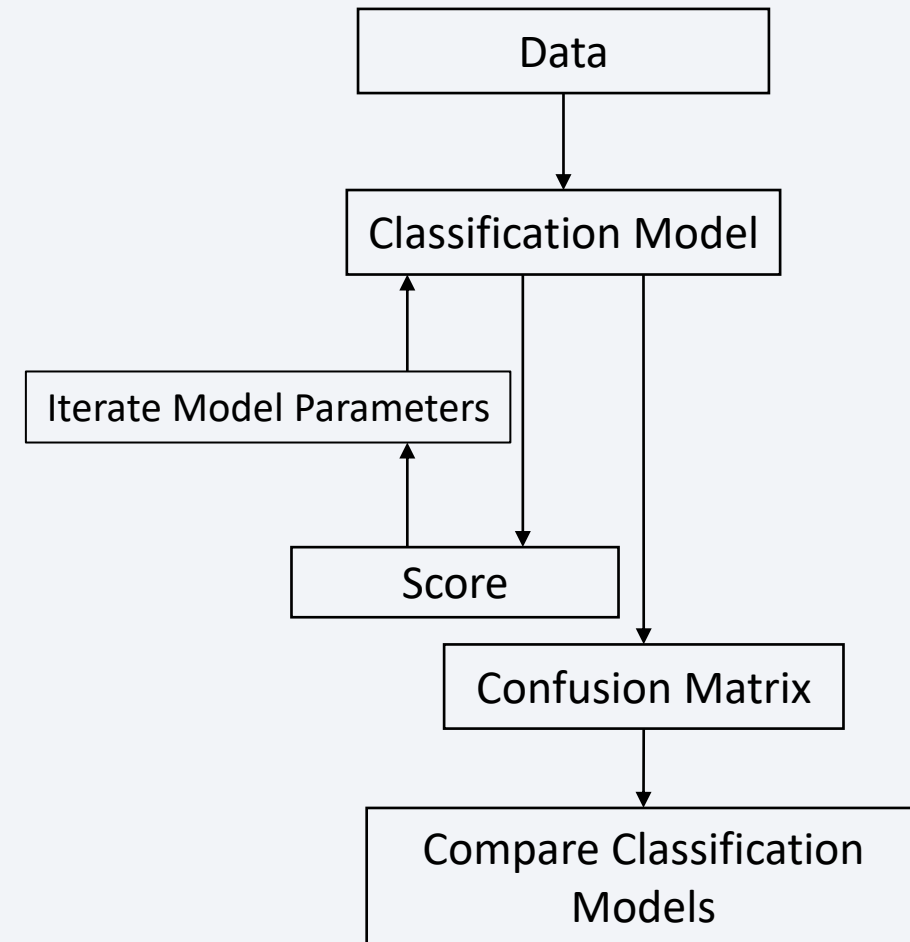 Data
Classification Model
Iterate Model Parameters
Score
Confusion Matrix
Compare Classification
Models